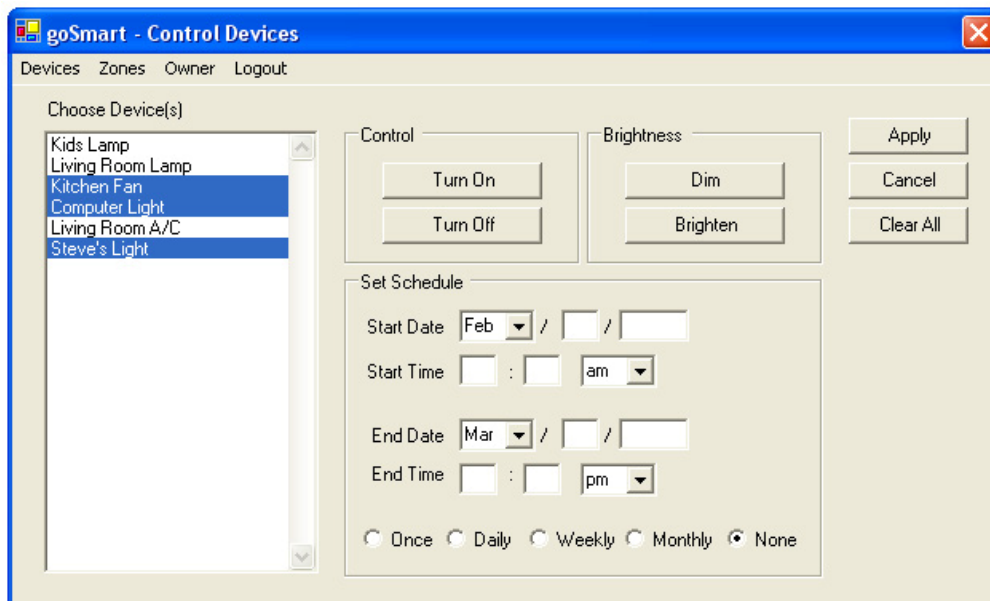 goSmart - Control Devices
Devices Zones Owner Logout
Choose Device(s)
Kids Lamp
Living Room Lamp
Kitchen Fan
Computer Light
Living Room A/C
Steve's Light
Control
Turn On
Turn Off
Brightness
Dim
Brighten
Apply
Cancel
Clear All
Set Schedule
Start Date Feb / /
Start Time : am
End Date Mar / /
End Time : pm
Once Daily Weekly Monthly None